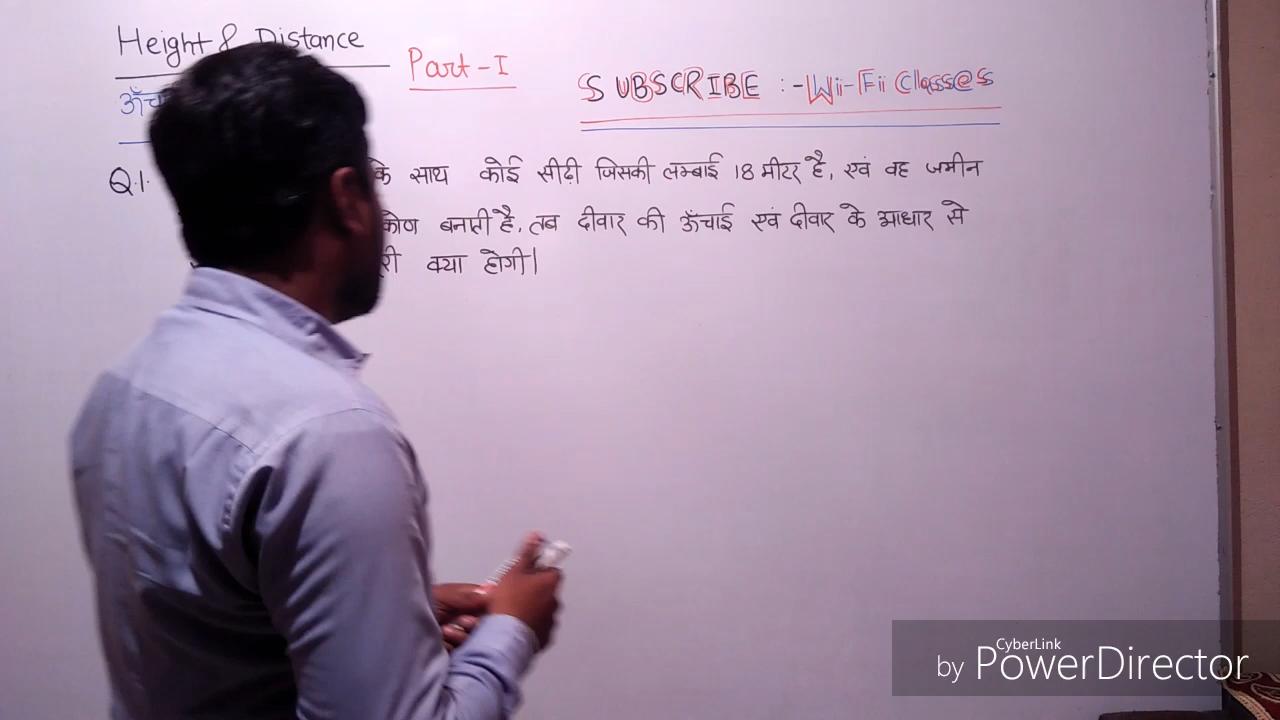 Height & Distance
Part-I
SUBSCRIBE :- Wi-Fi Classes
Q.1. के साथ कोई सीढ़ी जिसकी लम्बाई 18 मीटर है, एवं वह जमीन
कोण बनाती है, तब दीवार की ऊँचाई एवं दीवार के आधार से
क्या होगी।
CyberLink
by PowerDirector